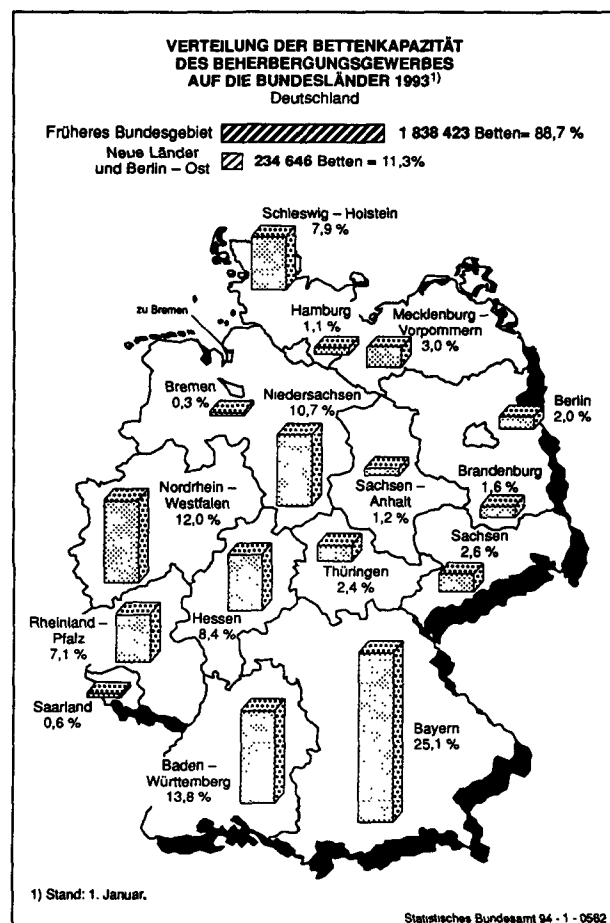 VERTEILUNG DER BETTENKAPAZITÄT
DES BEHERBERGUNGSGEWERBES
AUF DIE BUNDESLÄNDER 1993¹⁾
Deutschland
Früheres Bundesgebiet 1 838 423 Betten= 88,7 %
Neue Länder
und Berlin – Ost 234 646 Betten = 11,3%
Schleswig – Holstein
7,9 %
zu Bremen
Hamburg
1,1 %
Mecklenburg –
Vorpommern
3,0 %
Bremen
0,3 %
Niedersachsen
10,7 %
Berlin
2,0 %
Nordrhein –
Westfalen
12,0 %
Sachsen –
Anhalt
1,2 %
Brandenburg
1,6 %
Sachsen
2,6 %
Thüringen
2,4 %
Hessen
8,4 %
Rheinland –
Pfalz
7,1 %
Saarland
0,6 %
Bayern
25,1 %
Baden –
Württemberg
13,8 %
1) Stand: 1. Januar.
Statistisches Bundesamt 94 - 1 - 0582